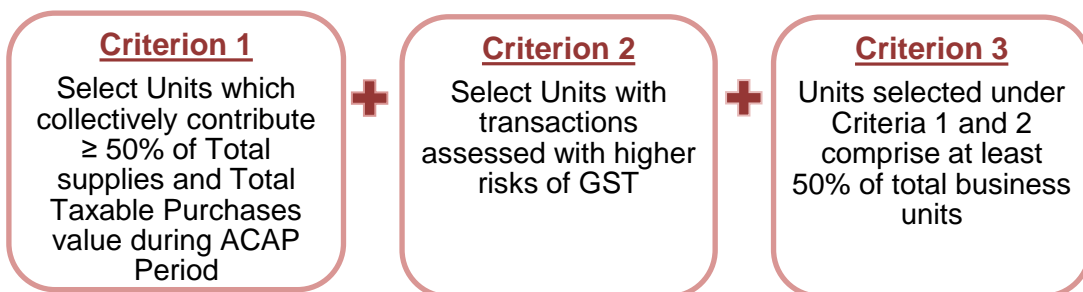 Criterion 1
Select Units which
collectively contribute
≥ 50% of Total
supplies and Total
Taxable Purchases
value during ACAP
Period
Criterion 2
Select Units with
transactions
assessed with higher
risks of GST
Criterion 3
Units selected under
Criteria 1 and 2
comprise at least
50% of total business
units